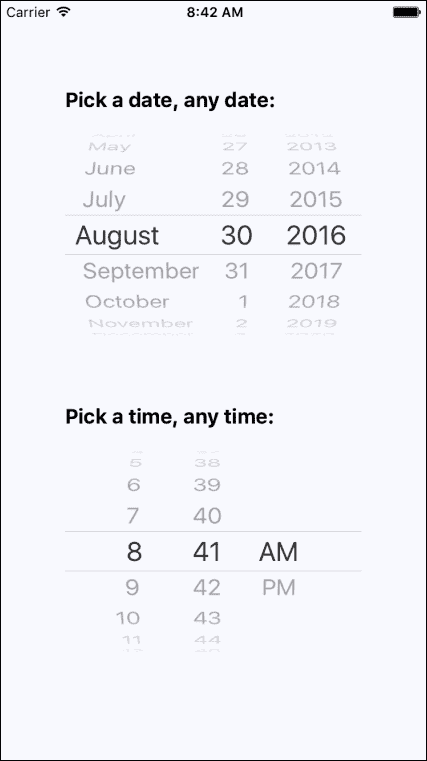 Carrier 8:42 AM
Pick a date, any date:
May 27 2013
June 28 2014
July 29 2015
August 30 2016
September 31 2017
October 1 2018
November 2 2019
Pick a time, any time:
5 38
6 39
7 40
8 41 AM
9 42 PM
10 43
11 44